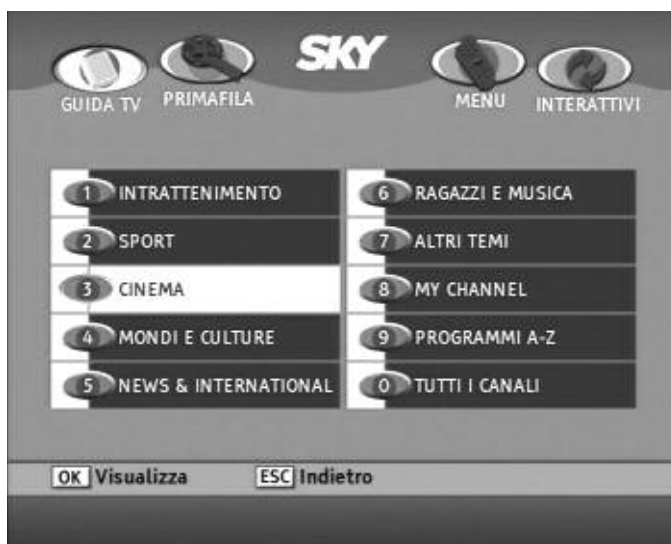 SKY
GUIDA TV
PRIMAFILA
MENU
INTERATTIVI
1 INTRATTENIMENTO
2 SPORT
3 CINEMA
4 MONDI E CULTURE
5 NEWS & INTERNATIONAL
6 RAGAZZI E MUSICA
7 ALTRI TEMI
8 MY CHANNEL
9 PROGRAMMI A-Z
0 TUTTI I CANALI
OK Visualizza
ESC Indietro